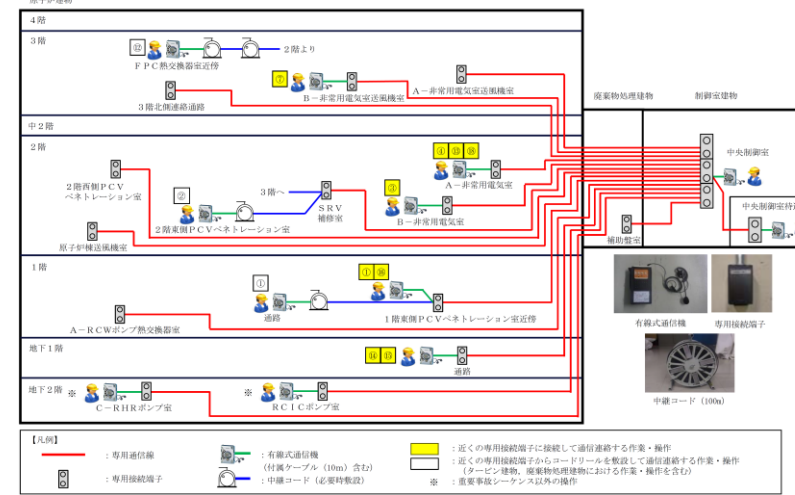 原子炉建物
4階
3階
⑫
FPC熱交換器室近傍
2階より
⑦
B－非常用電気室送風機室
A－非常用電気室送風機室
3階北側連絡通路
廃棄物処理建物
制御室建物
中2階
2階
2階西側PCV
ペネトレーション室
②
3階へ
SRV
補修室
2階東側PCVペネトレーション室
④ ⑬ ⑱
A－非常用電気室
③
B－非常用電気室
原子炉棟送風機室
中央制御室
中央制御室待
補助盤室
1階
①
通路
① ⑯
1階東側PCVペネトレーション室近傍
A－RCWポンプ熱交換器室
有線式通信機
専用接続端子
中継コード（100m）
地下1階
⑭ ⑮
通路
地下2階
※
C－RHRポンプ室
※
RCICポンプ室
【凡例】
：専用通信線
：専用接続端子
：有線式通信機
（付属ケーブル（10m）含む）
：中継コード（必要時敷設）
：近くの専用接続端子に接続して通信連絡する作業・操作
：近くの専用接続端子からコードリールを敷設して通信連絡する作業・操作
（タービン建物，廃棄物処理建物における作業・操作を含む）
※ ：重要事故シーケンス以外の操作